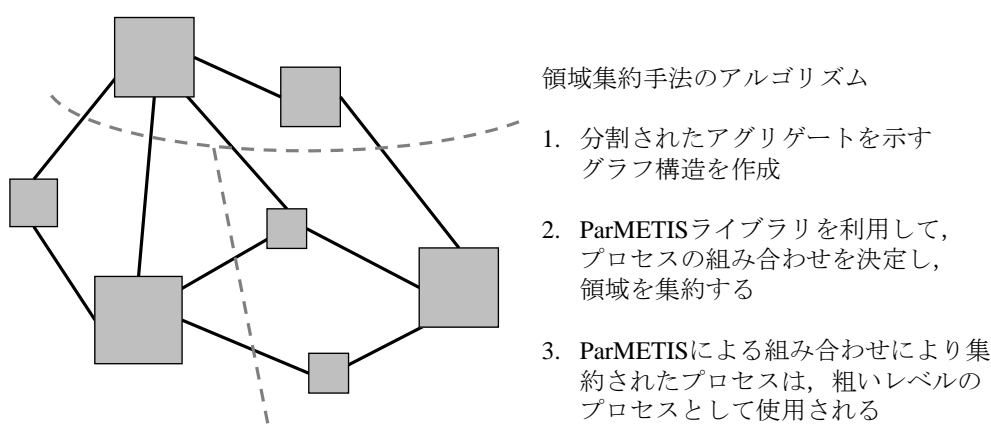 領域集約手法のアルゴリズム
1. 分割されたアグリゲートを示す
グラフ構造を作成
2. ParMETISライブラリを利用して，
プロセスの組み合わせを決定し，
領域を集約する
3. ParMETISによる組み合わせにより集
約されたプロセスは，粗いレベルの
プロセスとして使用される